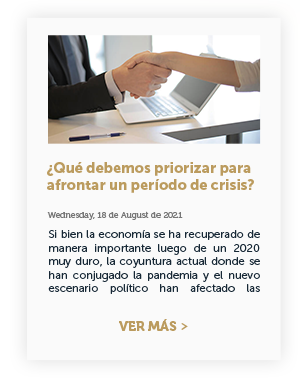 ¿Qué debemos priorizar para
afrontar un período de crisis?
Wednesday, 18 de August de 2021
Si bien la economía se ha recuperado de
manera importante luego de un 2020
muy duro, la coyuntura actual donde se
han conjugado la pandemia y el nuevo
escenario político han afectado las
VER MÁS >